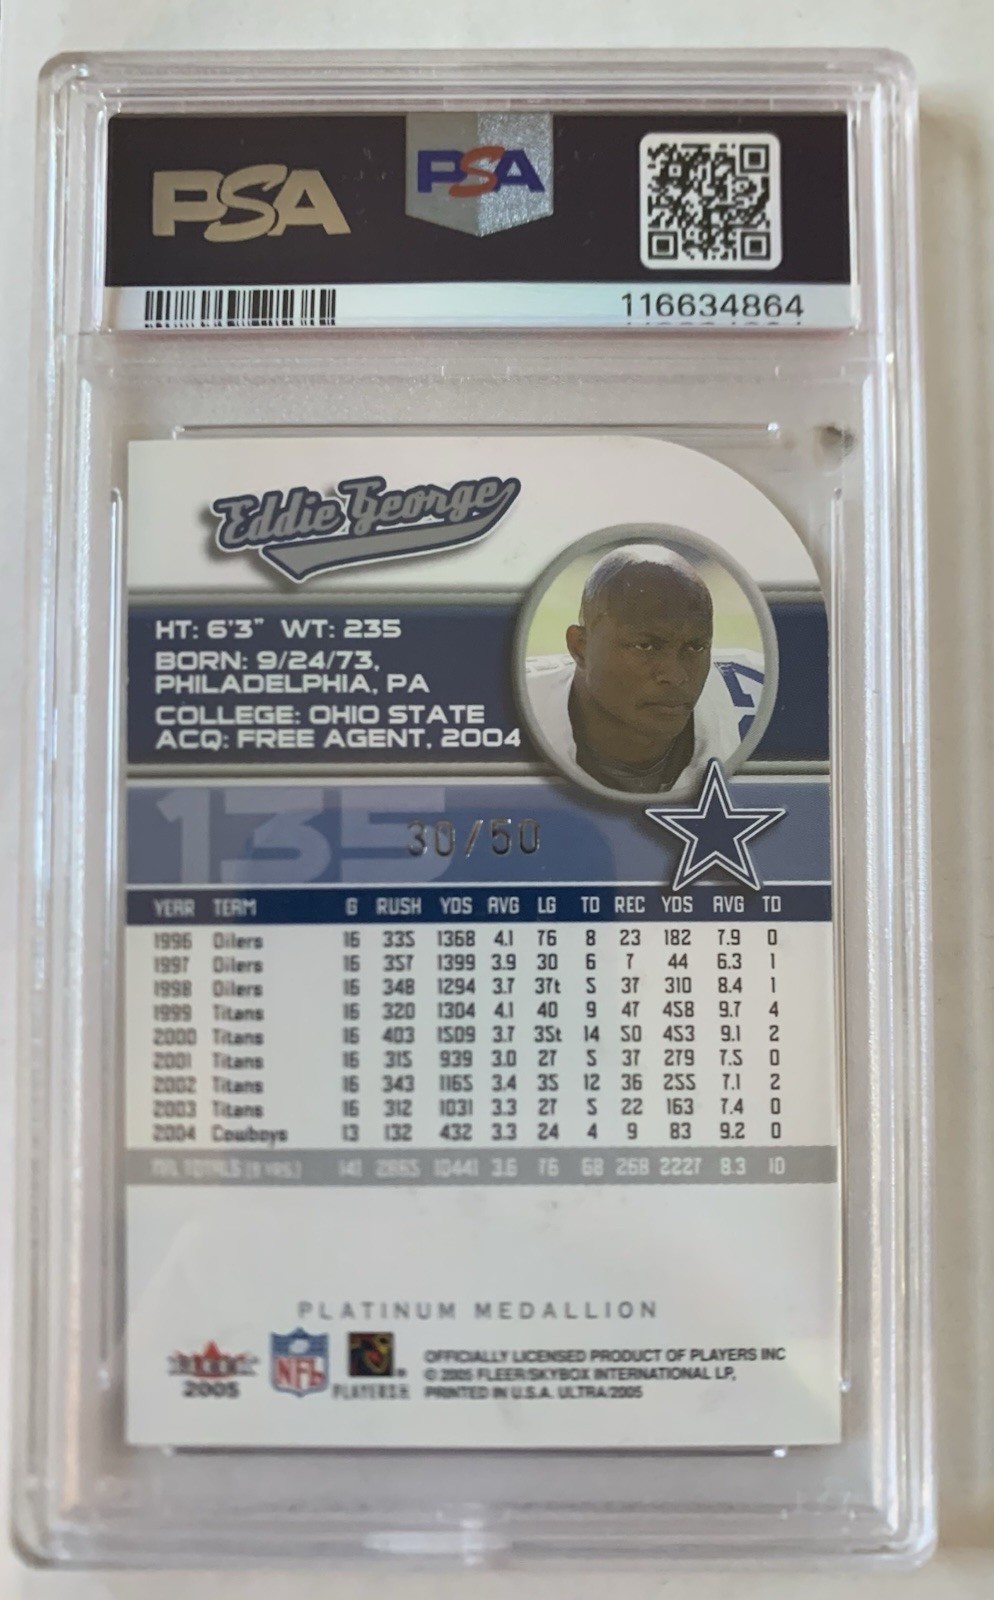 PSA PSA
116634864
Eddie George
HT: 6'3" WT: 235
BORN: 9/24/73,
PHILADELPHIA, PA
COLLEGE: OHIO STATE
ACQ: FREE AGENT, 2004
135 30/50
YEAR TEAM G RUSH YDS AVG LG TD REC YDS AVG TD
1996 Oilers 16 335 1368 4.1 76 8 23 182 7.9 0
1997 Oilers 16 357 1399 3.9 30 6 7 44 6.3 1
1998 Oilers 16 348 1294 3.7 37t 5 37 310 8.4 1
1999 Titans 16 320 1304 4.1 40 9 47 458 9.7 4
2000 Titans 16 403 1509 3.7 35t 14 50 453 9.1 2
2001 Titans 16 315 939 3.0 27 5 37 279 7.5 0
2002 Titans 16 343 1165 3.4 35 12 36 255 7.1 2
2003 Titans 16 312 1031 3.3 27 5 22 163 7.4 0
2004 Cowboys 13 132 432 3.3 24 4 9 83 9.2 0
NFL TOTALS (9 YRS.) 141 2865 10441 3.6 76 68 268 2227 8.3 10
PLATINUM MEDALLION
FLEER 2005
NFL
PLAYERS INC
OFFICIALLY LICENSED PRODUCT OF PLAYERS INC
© 2005 FLEER/SKYBOX INTERNATIONAL LP,
PRINTED IN U.S.A. ULTRA/2005